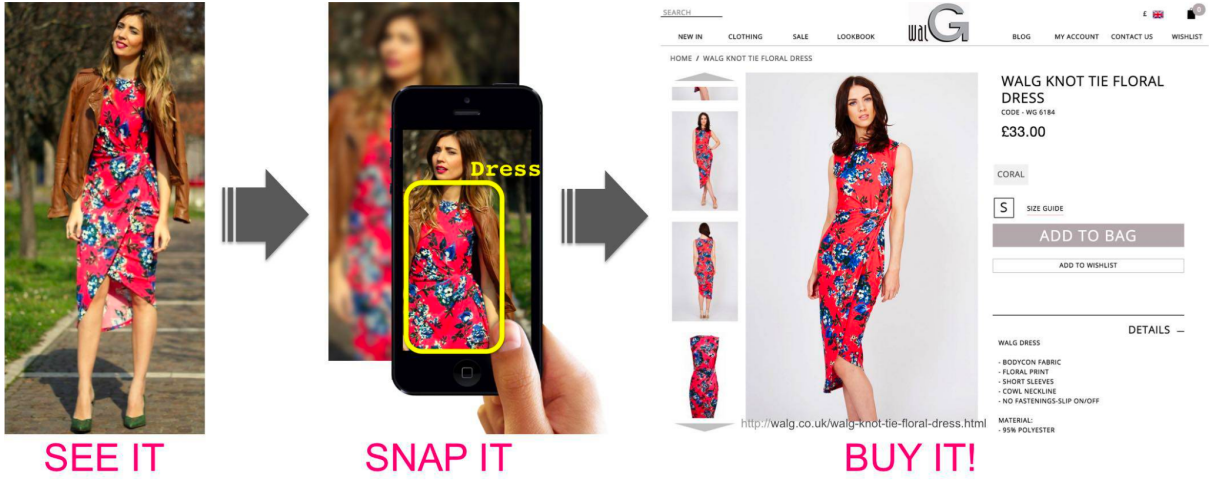 SEARCH
£
0
NEW IN CLOTHING SALE LOOKBOOK WalG BLOG MY ACCOUNT CONTACT US WISHLIST
HOME / WALG KNOT TIE FLORAL DRESS
WALG KNOT TIE FLORAL
DRESS
CODE - WG 6184
£33.00
Dress
CORAL
S SIZE GUIDE
ADD TO BAG
ADD TO WISHLIST
DETAILS —
WALG DRESS
- BODYCON FABRIC
- FLORAL PRINT
- SHORT SLEEVES
- COWL NECKLINE
- NO FASTENINGS-SLIP ON/OFF
MATERIAL:
- 95% POLYESTER
http://walg.co.uk/walg-knot-tie-floral-dress.html
SEE IT
SNAP IT
BUY IT!